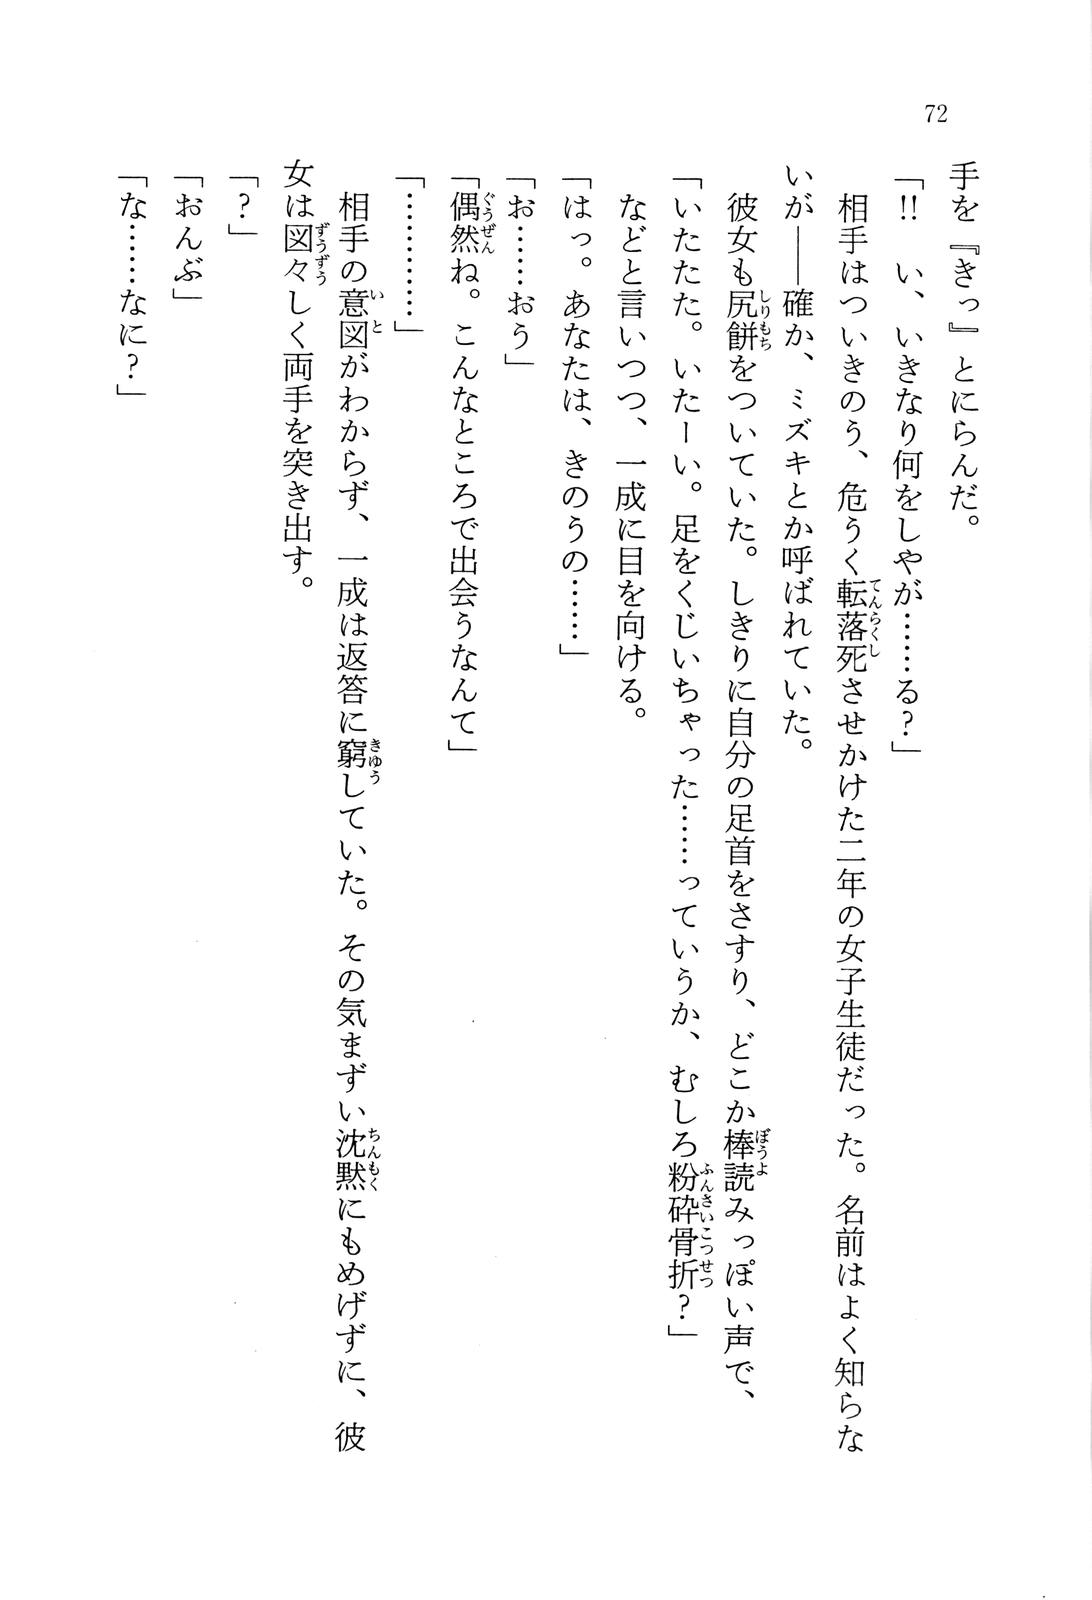 72
手を『きっ』とにらんだ。
「!! い、いきなり何をしやが……る?」
相手はついきのう、危うく転落死させかけた二年の女子生徒だった。名前はよく知らな
いが――確か、ミズキとか呼ばれていた。
彼女も尻餅をついていた。しきりに自分の足首をさすり、どこか棒読みっぽい声で、
「いたたた。いたーい。足をくじいちゃった……っていうか、むしろ粉砕骨折?」
などと言いつつ、一成に目を向ける。
「はっ。あなたは、きのうの……」
「お……おう」
「偶然ね。こんなところで出会うなんて」
「…………」
相手の意図がわからず、一成は返答に窮していた。その気まずい沈黙にもめげずに、彼
女は図々しく両手を突き出す。
「?」
「おんぶ」
「な……なに?」